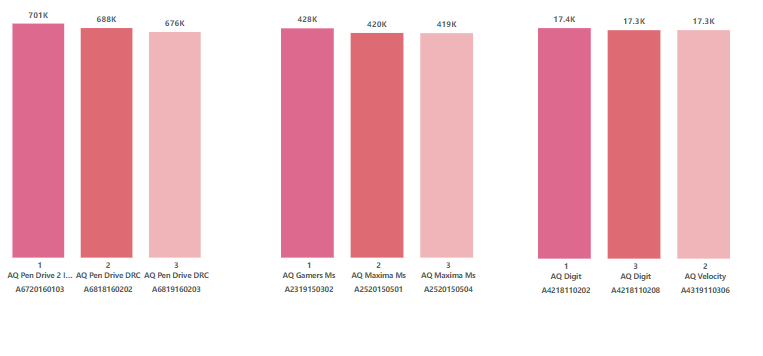 701K
688K
676K
1
2
3
AQ Pen Drive 2 I...
AQ Pen Drive DRC
AQ Pen Drive DRC
A6720160103
A6818160202
A6819160203
428K
420K
419K
1
2
3
AQ Gamers Ms
AQ Maxima Ms
AQ Maxima Ms
A2319150302
A2520150501
A2520150504
17.4K
17.3K
17.3K
1
3
2
AQ Digit
AQ Digit
AQ Velocity
A4218110202
A4218110208
A4319110306